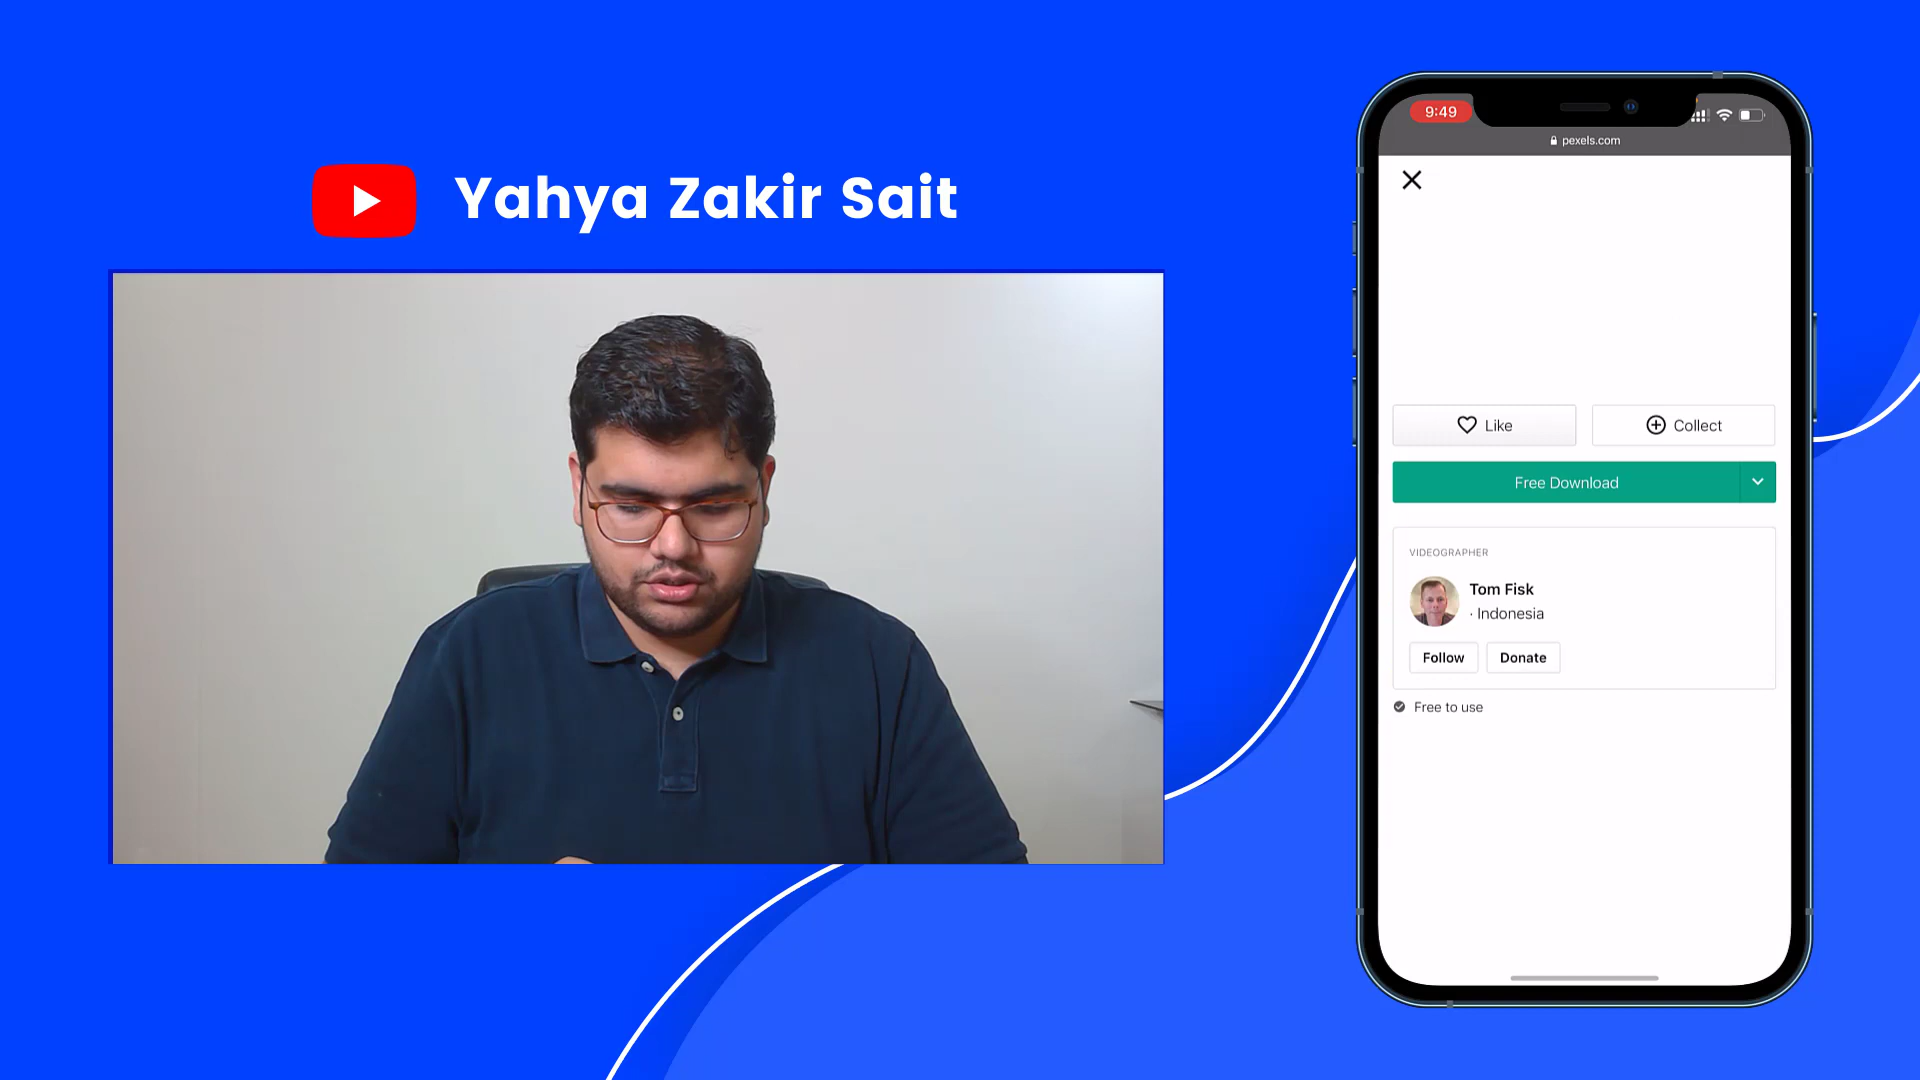 Yahya Zakir Sait
9:49
pexels.com
Like
Collect
Free Download
VIDEOGRAPHER
Tom Fisk
· Indonesia
Follow
Donate
Free to use